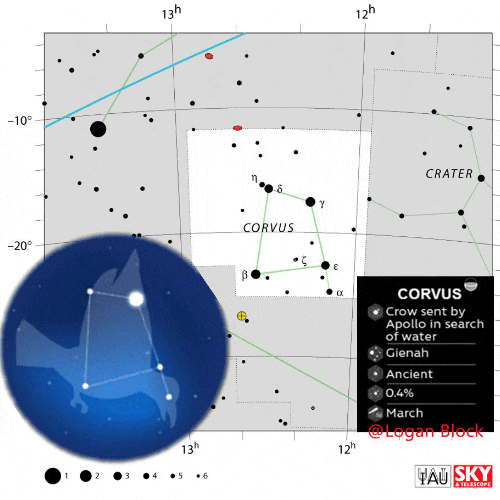 13h
12h
-10°
CRATER
η
δ
γ
CORVUS
-20°
ζ
ε
β
α
CORVUS
Crow sent by
Apollo in search
of water
Gienah
Ancient
0.4%
March
@Logan Block
13h
12h
1 2 3 4 5 6
IAU
SKY
& TELESCOPE